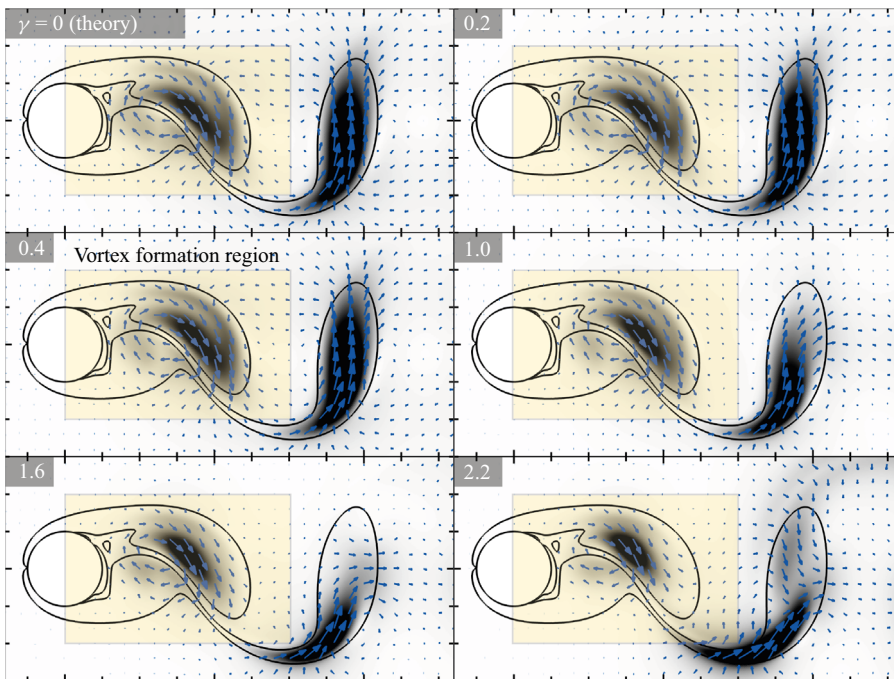 γ = 0 (theory)
0.2
0.4
Vortex formation region
1.0
1.6
2.2